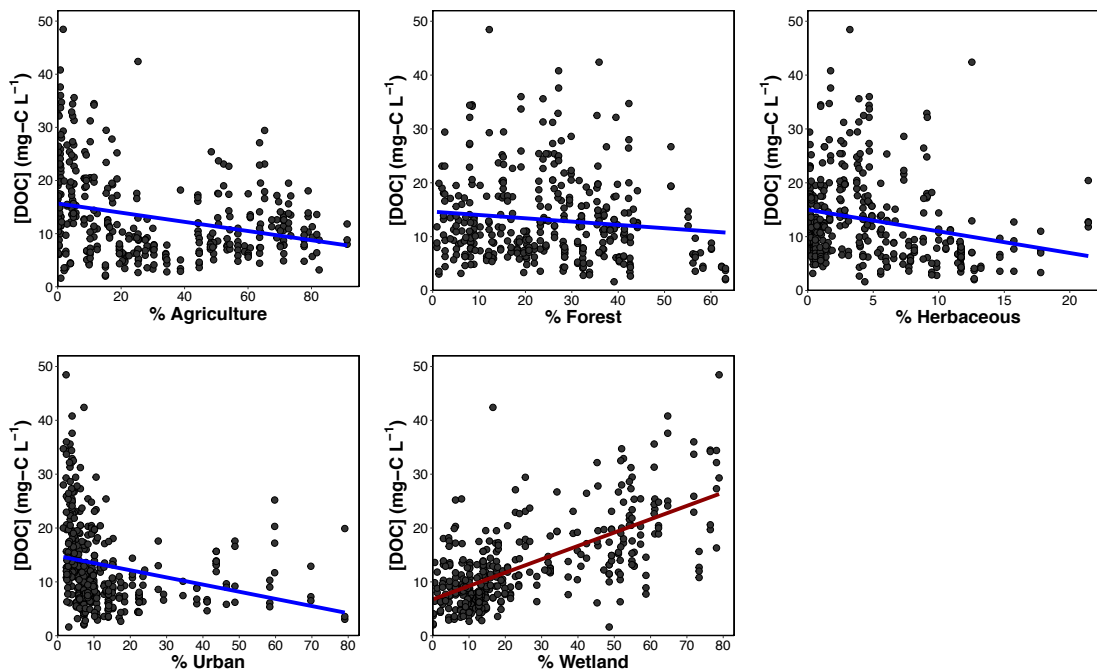 [DOC] (mg−C L⁻¹)
50
40
30
20
10
0
0 20 40 60 80
% Agriculture
[DOC] (mg−C L⁻¹)
50
40
30
20
10
0
0 10 20 30 40 50 60
% Forest
[DOC] (mg−C L⁻¹)
50
40
30
20
10
0
0 5 10 15 20
% Herbaceous
[DOC] (mg−C L⁻¹)
50
40
30
20
10
0
0 10 20 30 40 50 60 70 80
% Urban
[DOC] (mg−C L⁻¹)
50
40
30
20
10
0
0 10 20 30 40 50 60 70 80
% Wetland